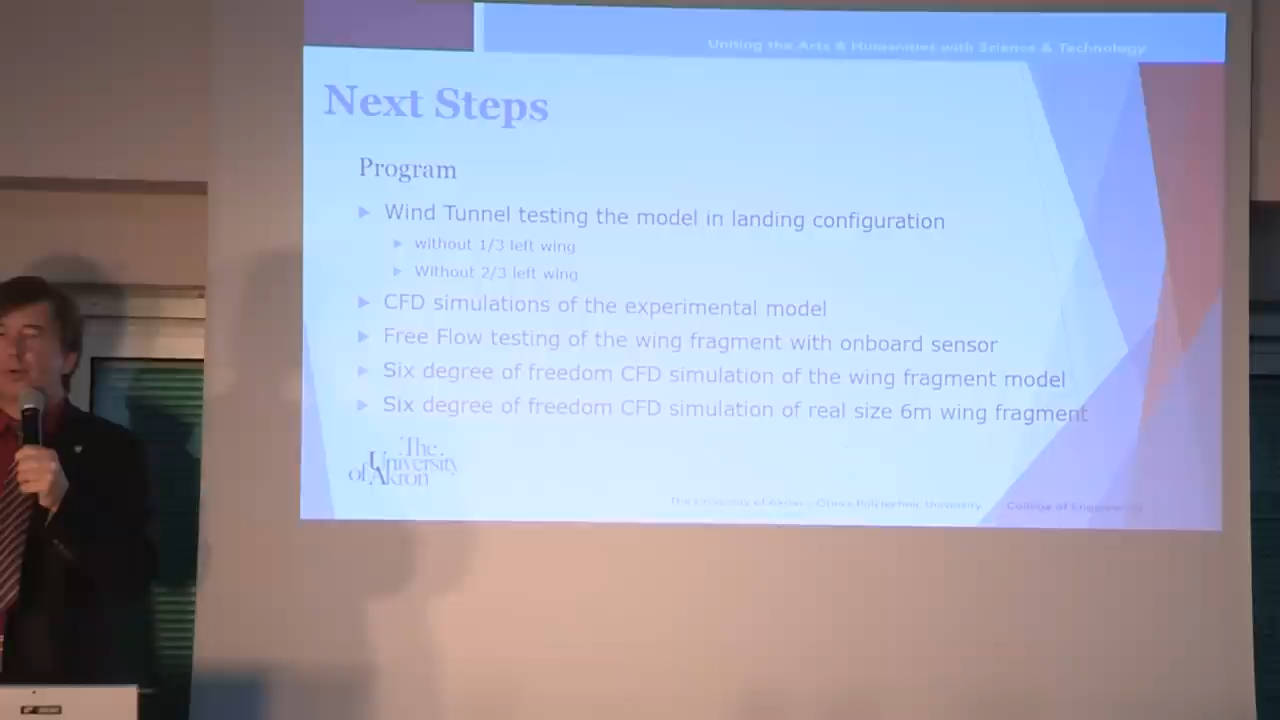 Uniting the Arts & Humanities with Science & Technology
Next Steps
Program
Wind Tunnel testing the model in landing configuration
without 1/3 left wing
Without 2/3 left wing
CFD simulations of the experimental model
Free Flow testing of the wing fragment with onboard sensor
Six degree of freedom CFD simulation of the wing fragment model
Six degree of freedom CFD simulation of real size 6m wing fragment
The
University
of Akron
The University of Akron - Polytechnic University
College of Engineering